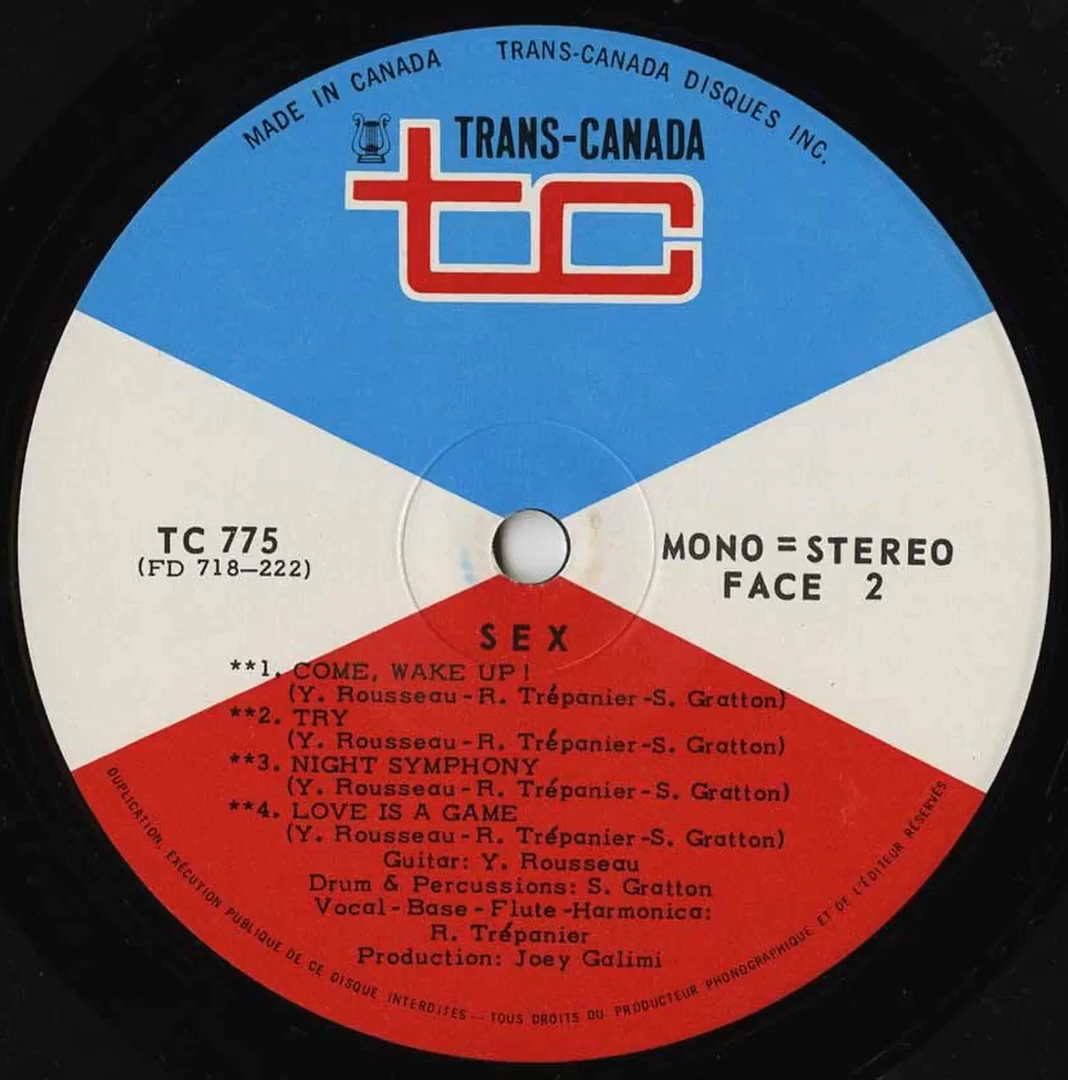 MADE IN CANADA
TRANS-CANADA DISQUES INC.
TRANS-CANADA
tc
TC 775
(FD 718-222)
MONO = STEREO
FACE 2
SEX
**1. COME, WAKE UP!
(Y. Rousseau-R. Trépanier-S. Gratton)
**2. TRY
(Y. Rousseau-R. Trépanier-S. Gratton)
**3. NIGHT SYMPHONY
(Y. Rousseau-R. Trépanier-S. Gratton)
**4. LOVE IS A GAME
(Y. Rousseau-R. Trépanier-S. Gratton)
Guitar: Y. Rousseau
Drum & Percussions: S. Gratton
Vocal-Base-Flute-Harmonica:
R. Trépanier
Production: Joey Galimi
DUPLICATION, EXÉCUTION PUBLIQUE DE CE DISQUE INTERDITES — TOUS DROITS DU PRODUCTEUR PHONOGRAPHIQUE ET DE L'ÉDITEUR RÉSERVÉS